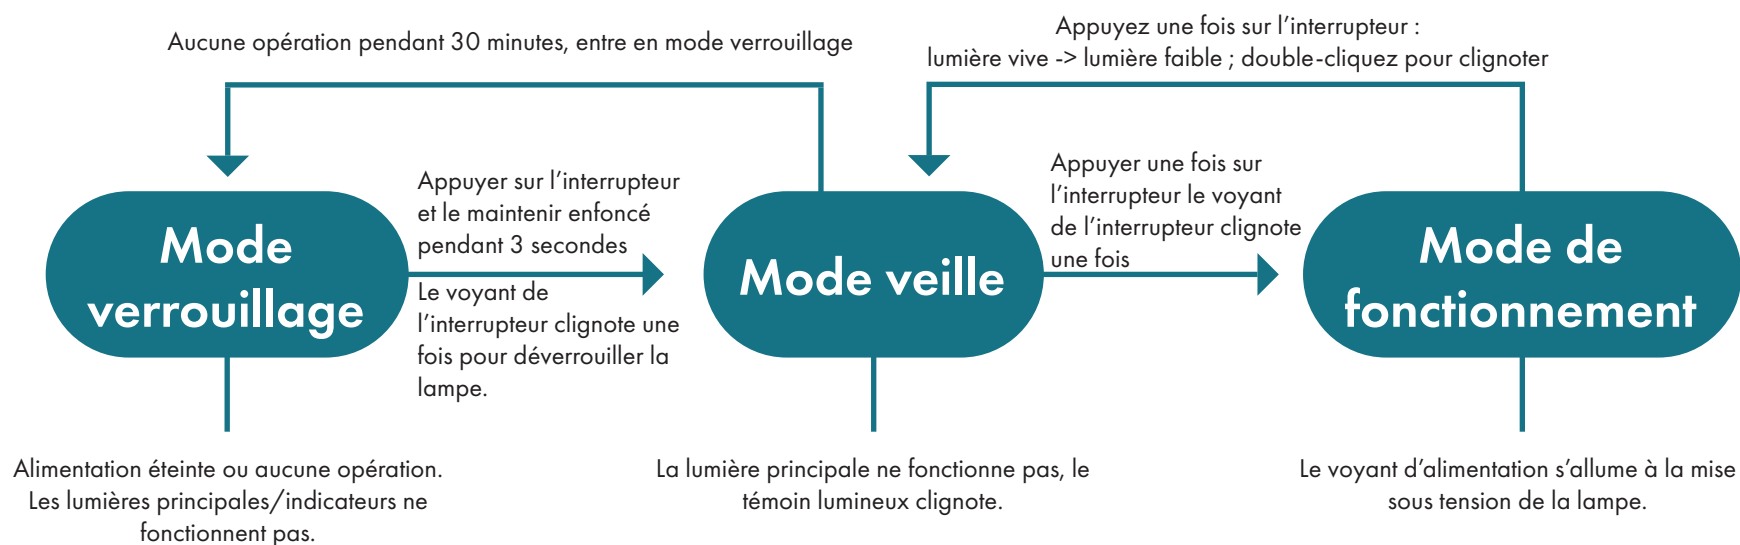 Aucune opération pendant 30 minutes, entre en mode verrouillage
Appuyez une fois sur l’interrupteur :
lumière vive -> lumière faible ; double-cliquez pour clignoter
Mode
verrouillage
Appuyer sur l’interrupteur
et le maintenir enfoncé
pendant 3 secondes
Le voyant de
l’interrupteur clignote une
fois pour déverrouiller la
lampe.
Mode veille
Appuyer une fois sur
l’interrupteur le voyant
de l’interrupteur clignote
une fois
Mode de
fonctionnement
Alimentation éteinte ou aucune opération.
Les lumières principales/indicateurs ne
fonctionnent pas.
La lumière principale ne fonctionne pas, le
témoin lumineux clignote.
Le voyant d’alimentation s’allume à la mise
sous tension de la lampe.